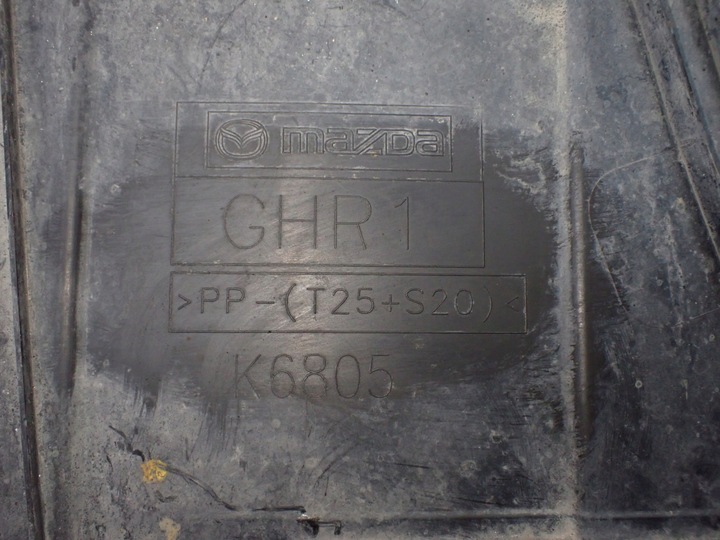 mazda
GHR1
>PP-(T25+S20)<
K6805